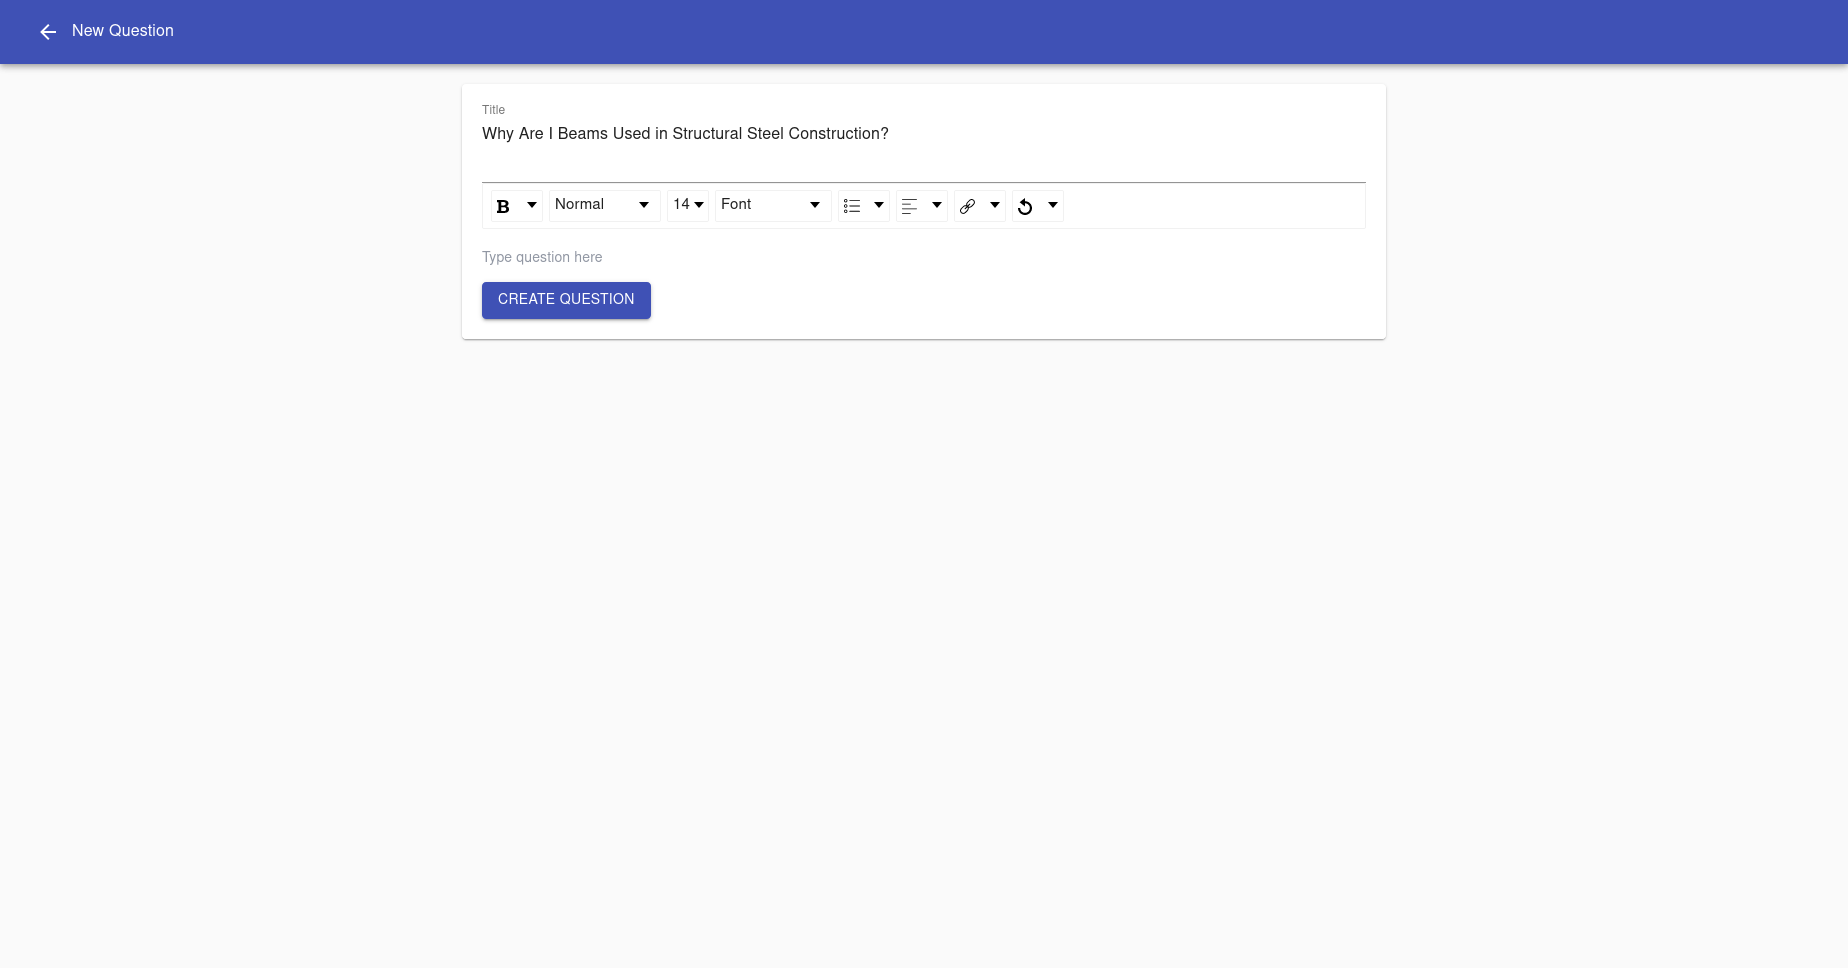 New Question
Title
Why Are I Beams Used in Structural Steel Construction?
B Normal 14 Font
Type question here
CREATE QUESTION